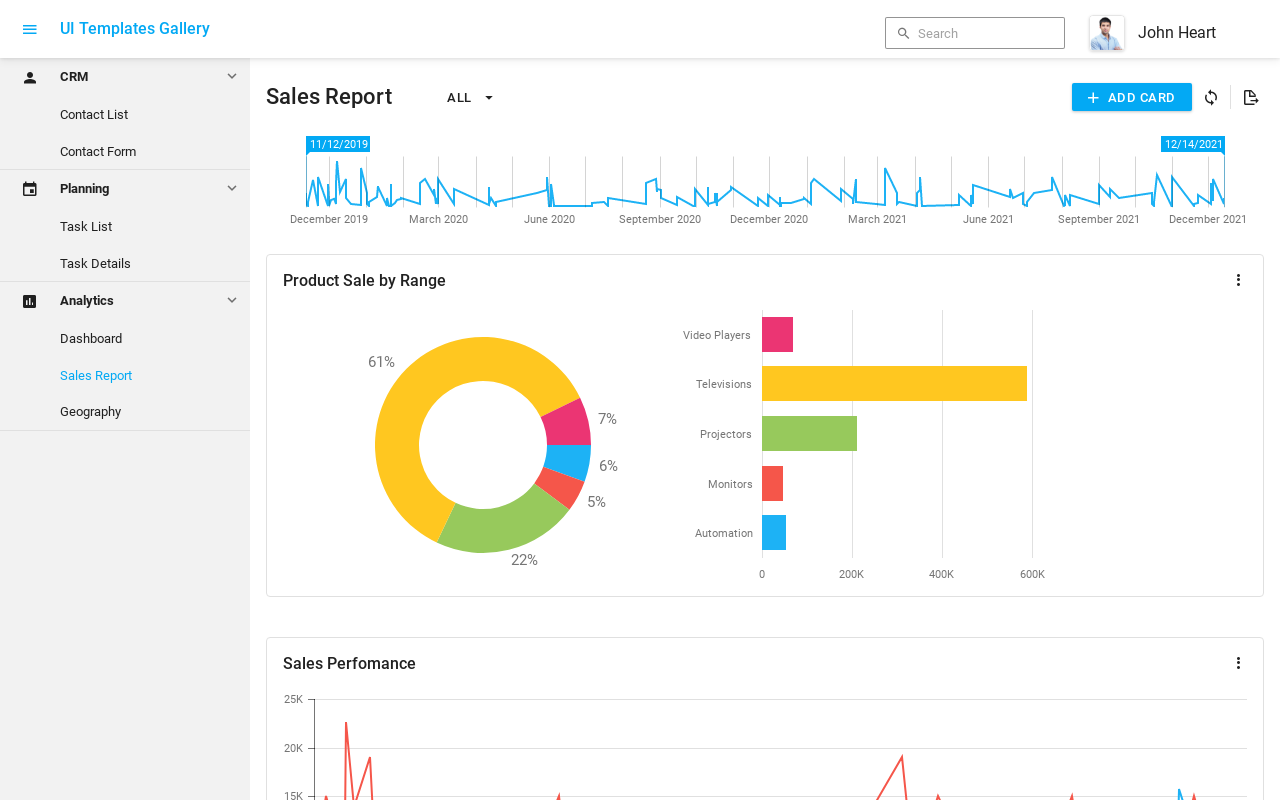 UI Templates Gallery
Search
John Heart
CRM
Contact List
Contact Form
Planning
Task List
Task Details
Analytics
Dashboard
Sales Report
Geography
Sales Report
ALL
ADD CARD
11/12/2019
12/14/2021
December 2019
March 2020
June 2020
September 2020
December 2020
March 2021
June 2021
September 2021
December 2021
Product Sale by Range
61%
7%
6%
5%
22%
Video Players
Televisions
Projectors
Monitors
Automation
0
200K
400K
600K
Sales Perfomance
25K
20K
15K